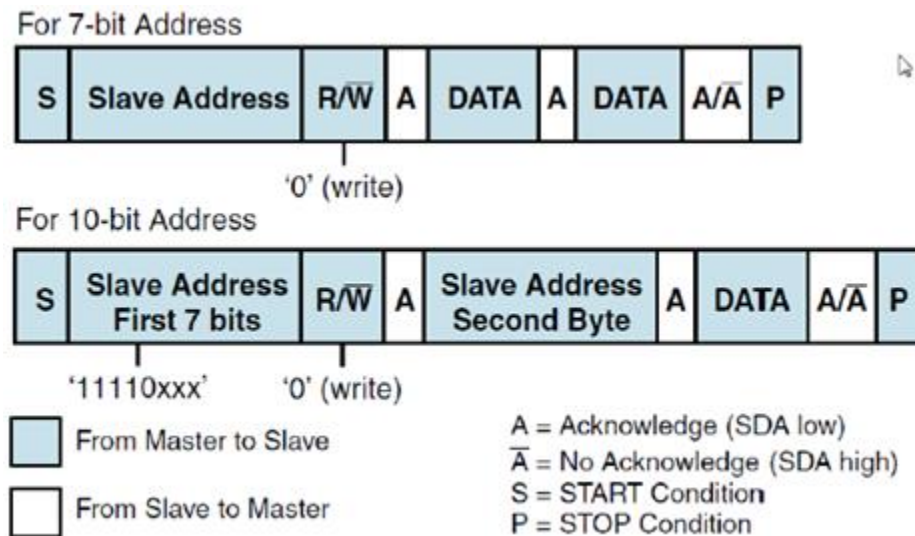 For 7-bit Address
S Slave Address R/W̅ A DATA A DATA A/A̅ P
'0' (write)
For 10-bit Address
S Slave Address First 7 bits R/W̅ A Slave Address Second Byte A DATA A/A̅ P
'11110xxx' '0' (write)
From Master to Slave
From Slave to Master
A = Acknowledge (SDA low)
A̅ = No Acknowledge (SDA high)
S = START Condition
P = STOP Condition